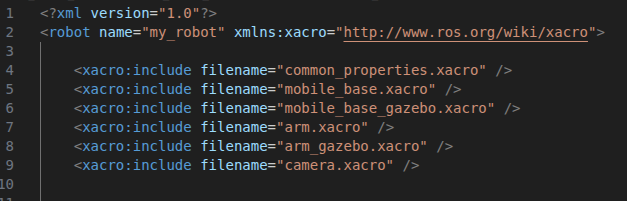 1 <?xml version="1.0"?>
2 <robot name="my_robot" xmlns:xacro="http://www.ros.org/wiki/xacro">
3
4 <xacro:include filename="common_properties.xacro" />
5 <xacro:include filename="mobile_base.xacro" />
6 <xacro:include filename="mobile_base_gazebo.xacro" />
7 <xacro:include filename="arm.xacro" />
8 <xacro:include filename="arm_gazebo.xacro" />
9 <xacro:include filename="camera.xacro" />
10